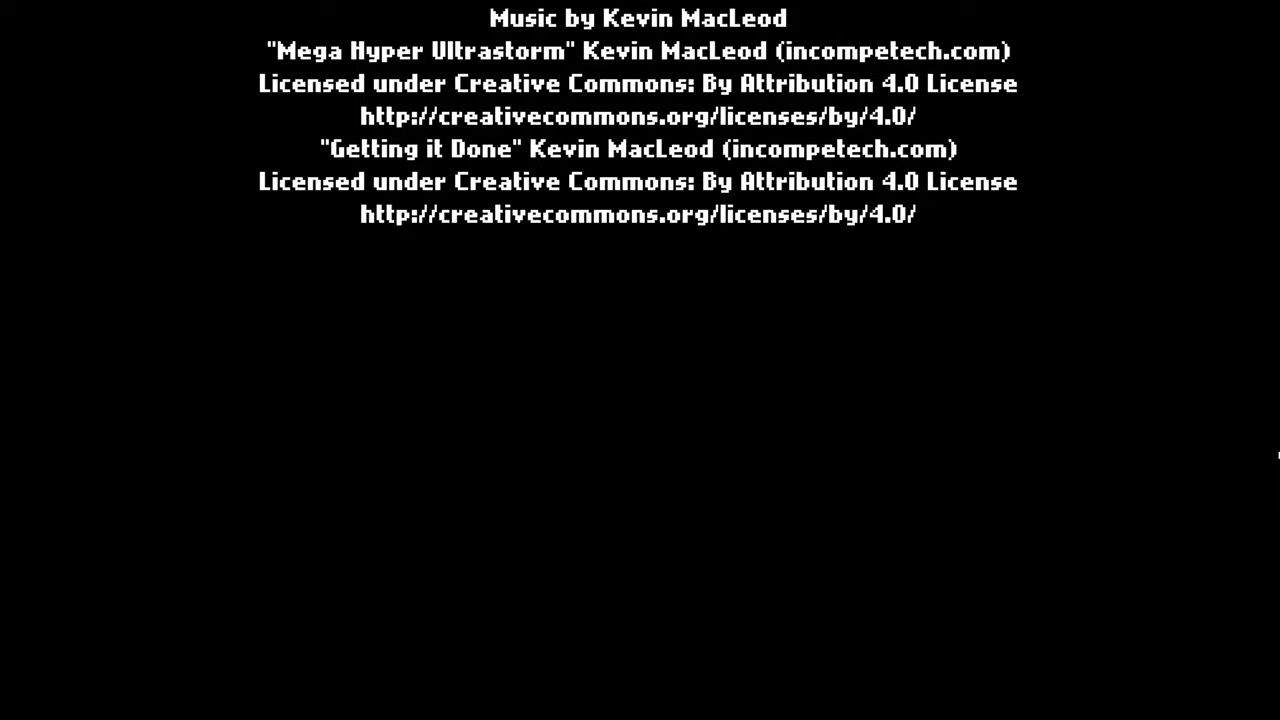 Music by Kevin MacLeod
"Mega Hyper Ultrastorm" Kevin MacLeod (incompetech.com)
Licensed under Creative Commons: By Attribution 4.0 License
http://creativecommons.org/licenses/by/4.0/
"Getting it Done" Kevin MacLeod (incompetech.com)
Licensed under Creative Commons: By Attribution 4.0 License
http://creativecommons.org/licenses/by/4.0/